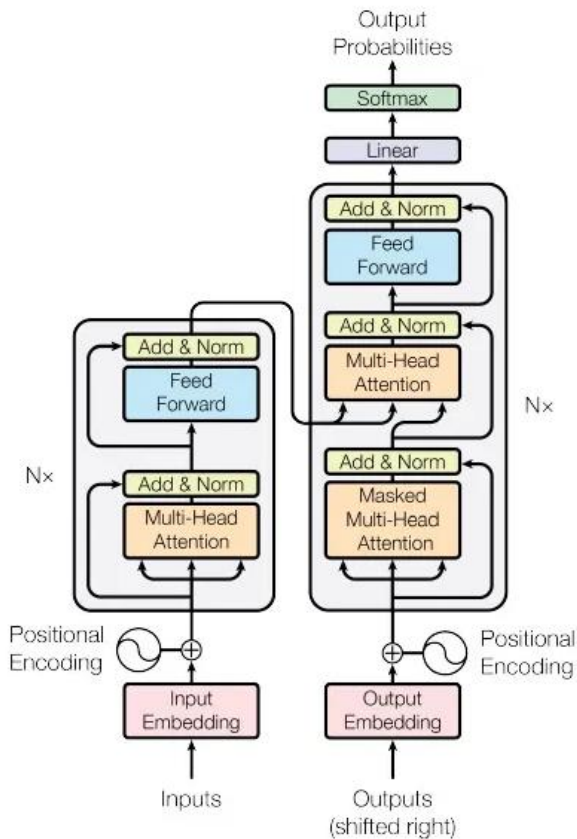 Output
Probabilities
Softmax
Linear
Add & Norm
Feed
Forward
Add & Norm
Multi-Head
Attention
Nx
Add & Norm
Masked
Multi-Head
Attention
Add & Norm
Feed
Forward
Nx
Add & Norm
Multi-Head
Attention
Positional
Encoding
Positional
Encoding
Input
Embedding
Output
Embedding
Inputs
Outputs
(shifted right)